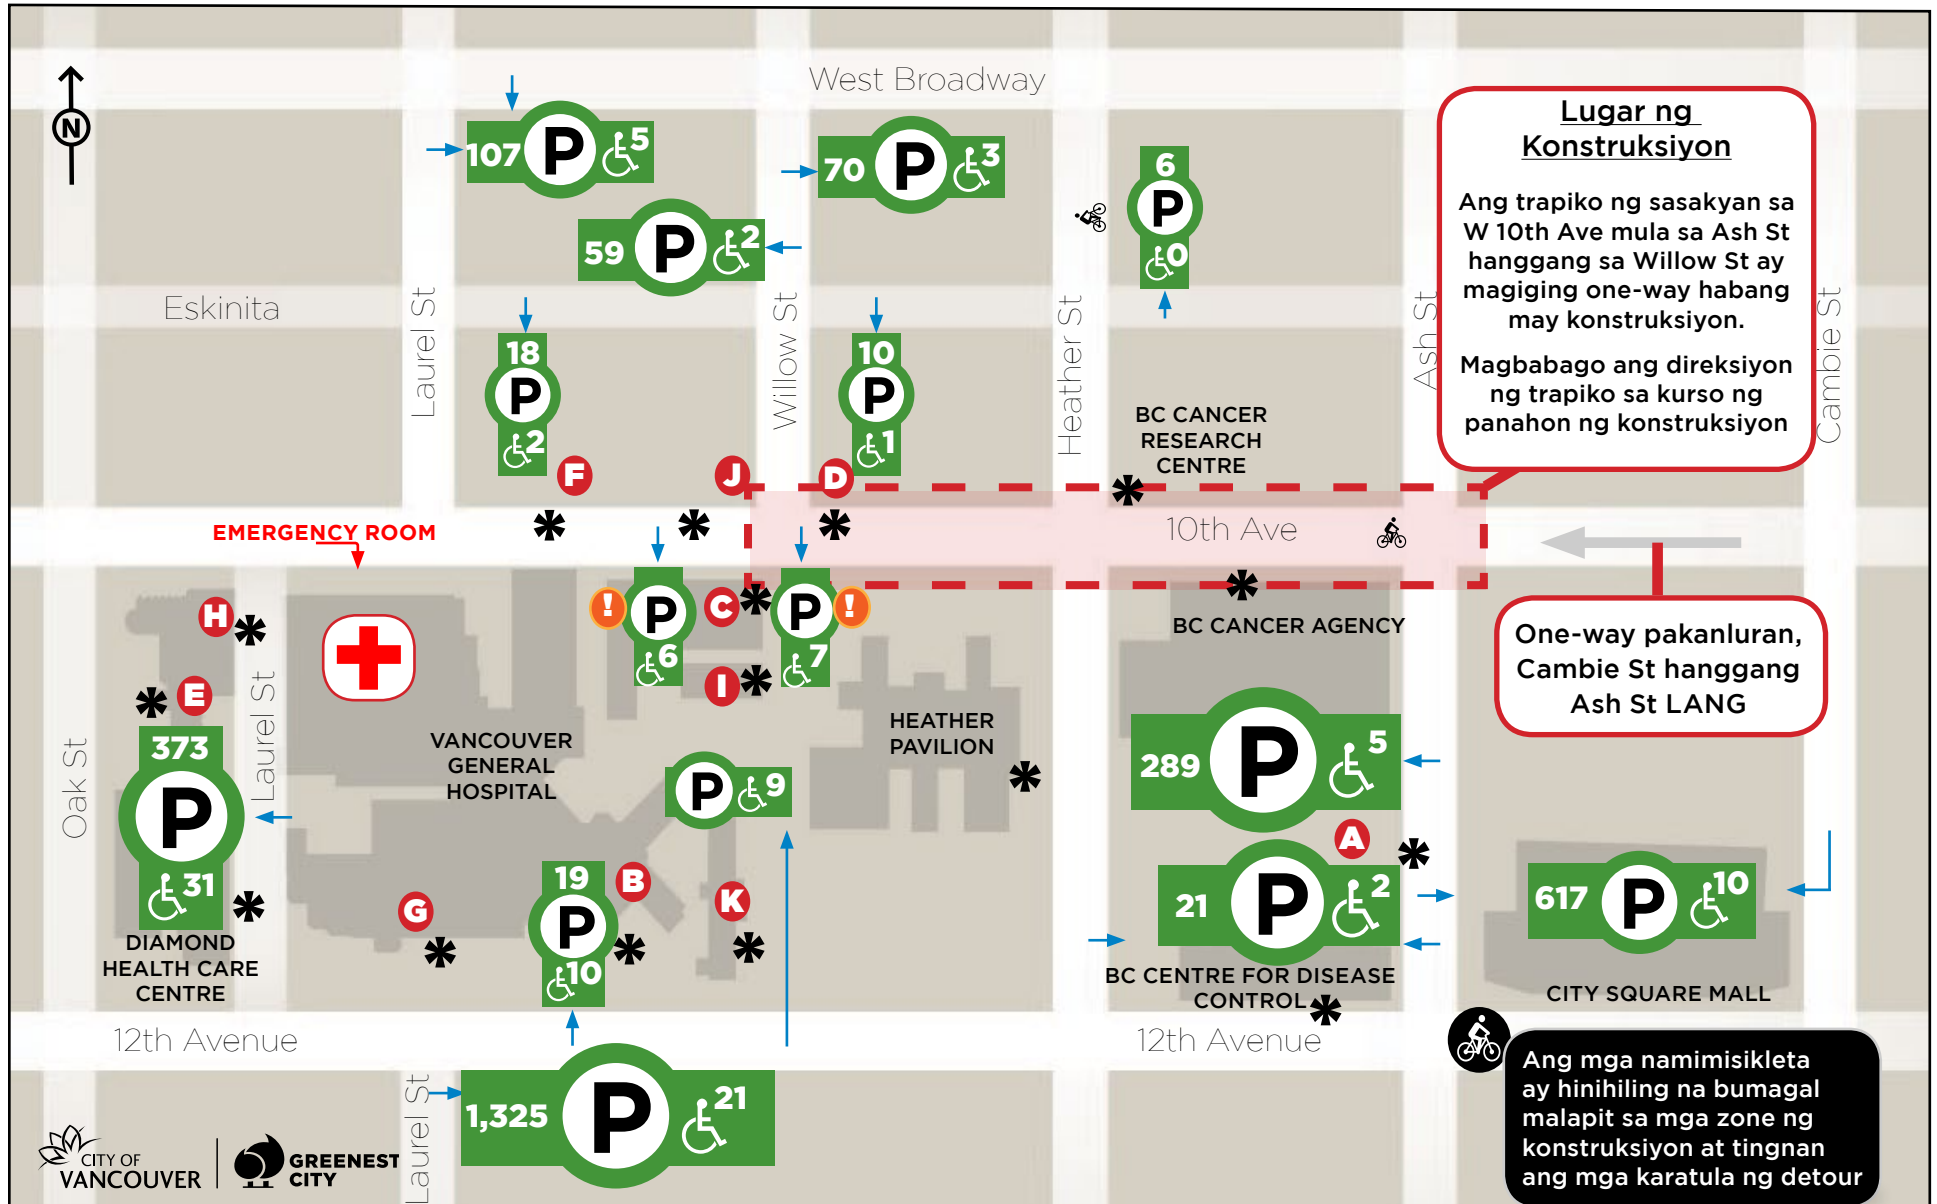 West Broadway
N
107 P 5
70 P 3
6
P
0
59 P 2
Lugar ng
Konstruksiyon
Ang trapiko ng sasakyan sa
W 10th Ave mula sa Ash St
hanggang sa Willow St ay
magiging one-way habang
may konstruksiyon.
Magbabago ang direksiyon
ng trapiko sa kurso ng
panahon ng konstruksiyon
Eskinita
Laurel St
Willow St
Heather St
Ash St
Cambie St
18
P
2
10
P
1
BC CANCER
RESEARCH
CENTRE
F
J
D
EMERGENCY ROOM
10th Ave
H
P
6
!
C
P
7
!
BC CANCER AGENCY
One-way pakanluran,
Cambie St hanggang
Ash St LANG
E
I
Oak St
Laurel St
373
P
31
VANCOUVER
GENERAL
HOSPITAL
HEATHER
PAVILION
289 P 5
P 9
A
21 P 2
617 P 10
19
P
10
B
K
G
DIAMOND
HEALTH CARE
CENTRE
BC CENTRE FOR DISEASE
CONTROL
CITY SQUARE MALL
12th Avenue
12th Avenue
Laurel St
1,325 P 21
Ang mga namimisikleta
ay hinihiling na bumagal
malapit sa mga zone ng
konstruksiyon at tingnan
ang mga karatula ng detour
CITY OF
VANCOUVER
GREENEST
CITY